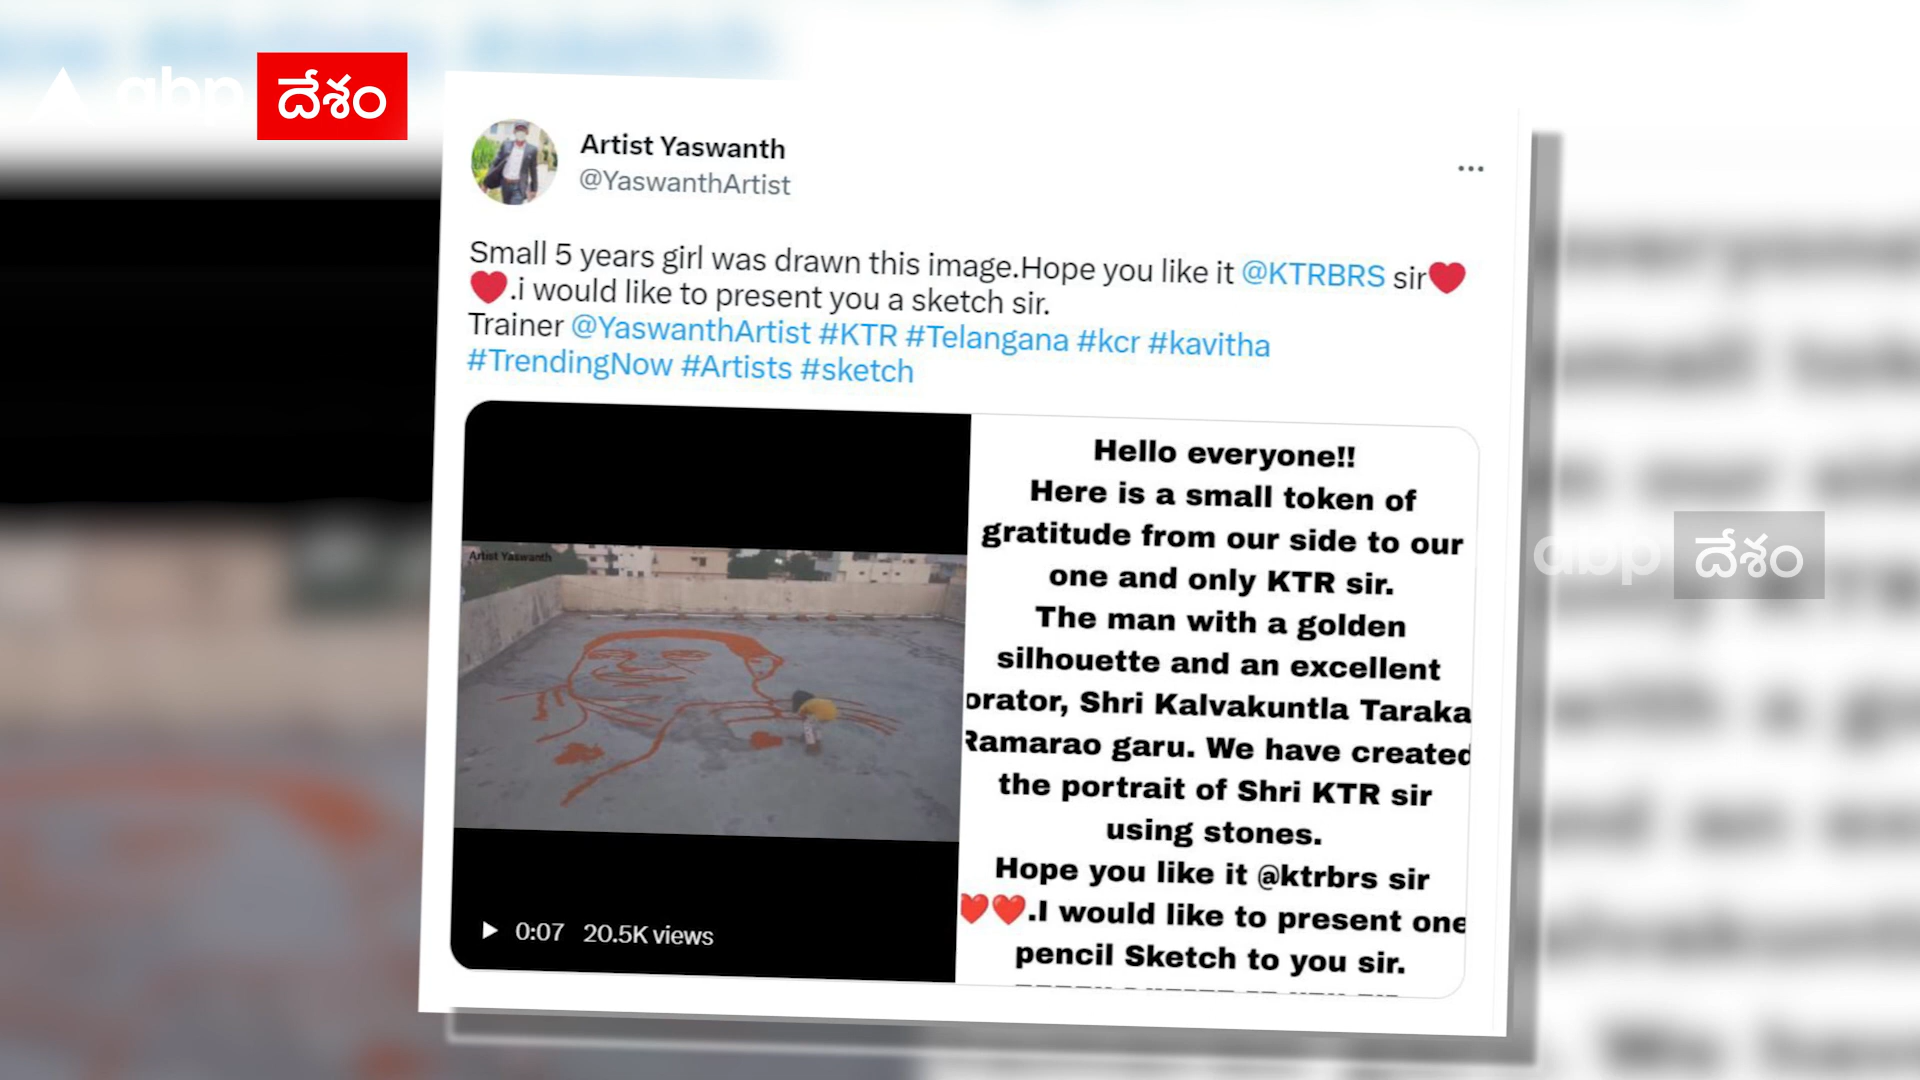 abp దేశం
Artist Yaswanth
@YaswanthArtist
Small 5 years girl was drawn this image.Hope you like it @KTRBRS sir❤️
❤️.i would like to present you a sketch sir.
Trainer @YaswanthArtist #KTR #Telangana #kcr #kavitha
#TrendingNow #Artists #sketch
Artist Yaswanth
0:07 20.5K views
Hello everyone!!
Here is a small token of
gratitude from our side to our
one and only KTR sir.
The man with a golden
silhouette and an excellent
orator, Shri Kalvakuntla Taraka
Ramarao garu. We have created
the portrait of Shri KTR sir
using stones.
Hope you like it @ktrbrs sir
❤️❤️.I would like to present one
pencil Sketch to you sir.
abp దేశం